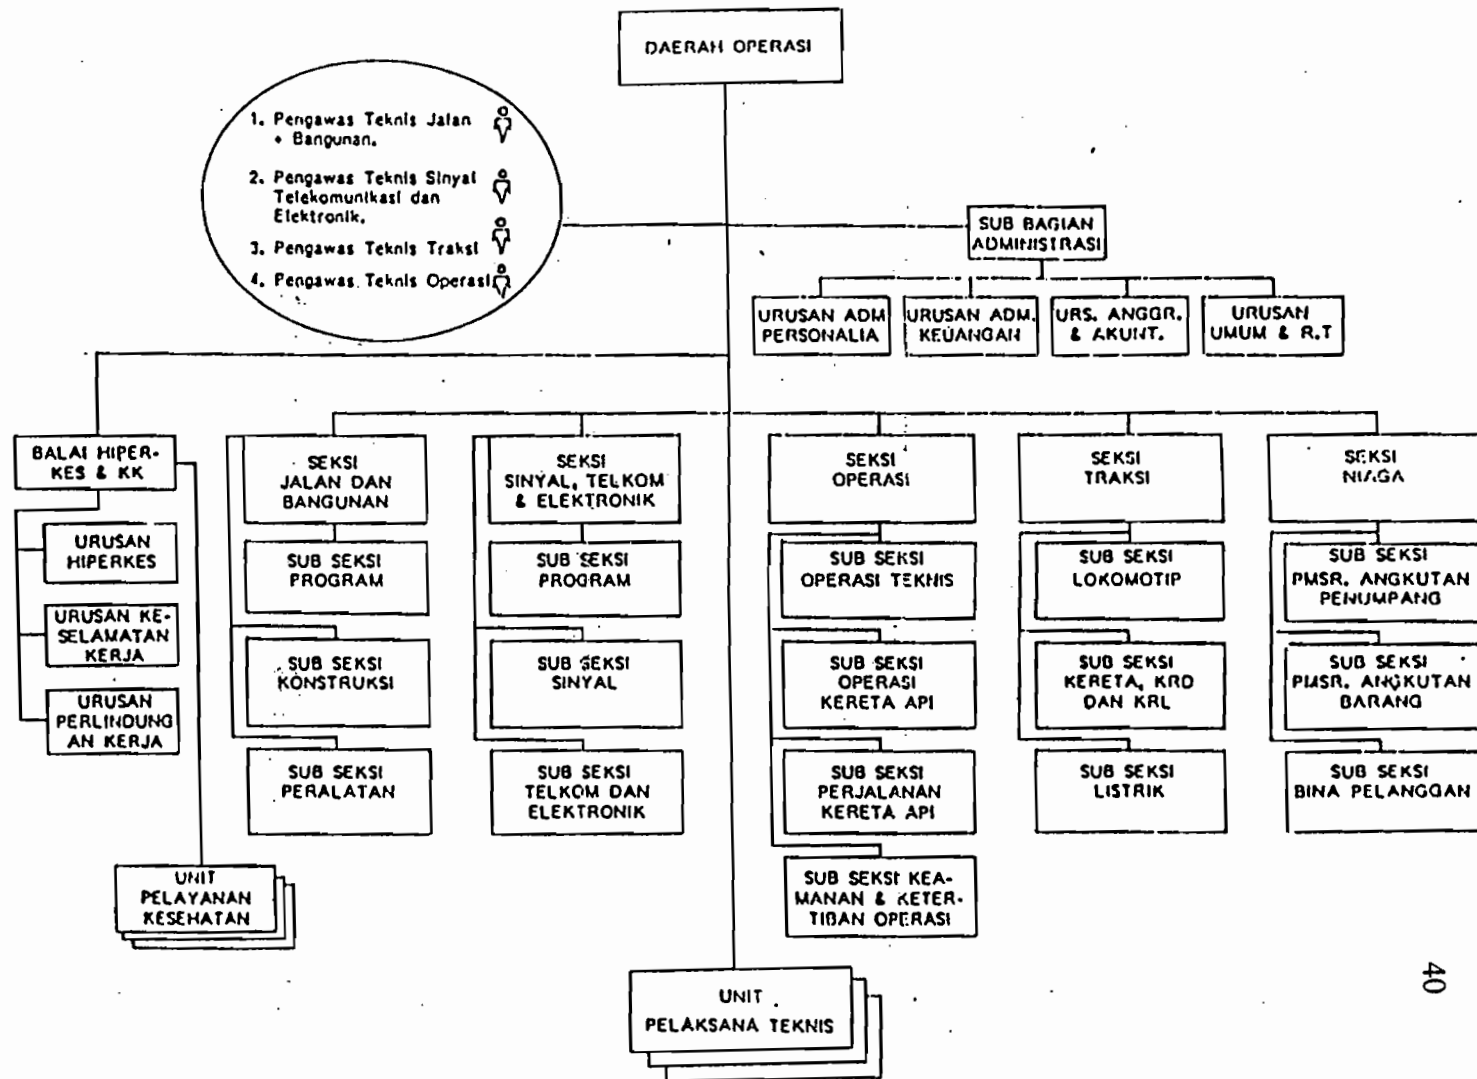 DAERAH OPERASI
1. Pengawas Teknis Jalan
+ Bangunan.
2. Pengawas Teknis Sinyal
Telekomunikasi dan
Elektronik.
3. Pengawas Teknis Traksi
4. Pengawas Teknis Operasi
SUB BAGIAN
ADMINISTRASI
URUSAN ADM
PERSONALIA
URUSAN ADM.
KEUANGAN
URS. ANGGR.
& AKUNT.
URUSAN
UMUM & R.T
BALAI HIPER-
KES & KK
URUSAN
HIPERKES
URUSAN KE-
SELAMATAN
KERJA
URUSAN
PERLINDUNG
AN KERJA
UNIT
PELAYANAN
KESEHATAN
SEKSI
JALAN DAN
BANGUNAN
SUB SEKSI
PROGRAM
SUB SEKSI
KONSTRUKSI
SUB SEKSI
PERALATAN
SEKSI
SINYAL, TELKOM
& ELEKTRONIK
SUB SEKSI
PROGRAM
SUB SEKSI
SINYAL
SUB SEKSI
TELKOM DAN
ELEKTRONIK
SEKSI
OPERASI
SUB SEKSI
OPERASI TEKNIS
SUB SEKSI
OPERASI
KERETA API
SUB SEKSI
PERJALANAN
KERETA API
SUB SEKSI KEA-
MANAN & KETER-
TIBAN OPERASI
SEKSI
TRAKSI
SUB SEKSI
LOKOMOTIP
SUB SEKSI
KERETA, KRD
DAN KRL
SUB SEKSI
LISTRIK
SEKSI
NIAGA
SUB SEKSI
PMSR. ANGKUTAN
PENUMPANG
SUB SEKSI
PMSR. ANGKUTAN
BARANG
SUB SEKSI
BINA PELANGGAN
UNIT
PELAKSANA TEKNIS
40